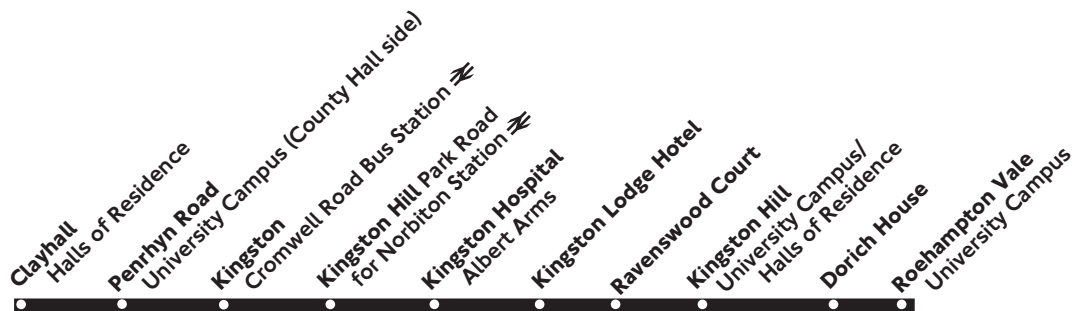 Clayhall
Halls of Residence
Penrhyn Road
University Campus (County Hall side)
Kingston
Cromwell Road Bus Station
Kingston Hill Park Road
for Norbiton Station
Kingston Hospital
Albert Arms
Kingston Lodge Hotel
Ravenswood Court
Kingston Hill
University Campus/
Halls of Residence
Dorich House
Roehampton Vale
University Campus